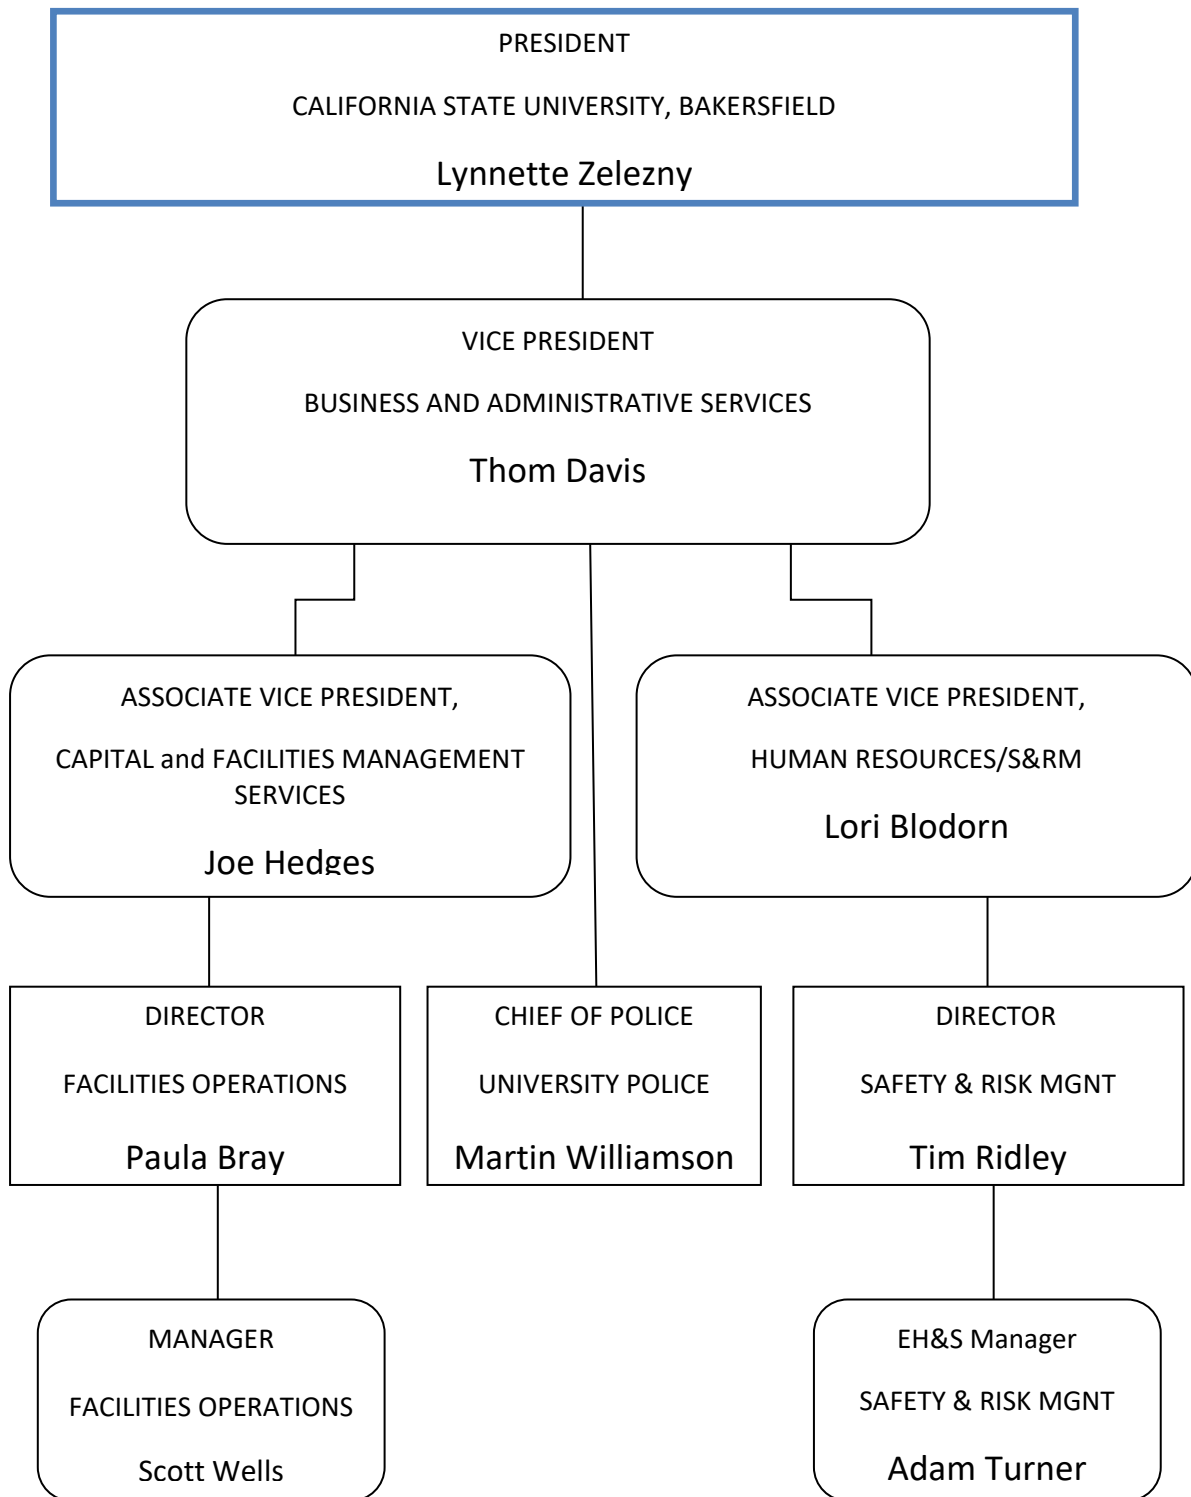 PRESIDENT
CALIFORNIA STATE UNIVERSITY, BAKERSFIELD
Lynnette Zelezny
VICE PRESIDENT
BUSINESS AND ADMINISTRATIVE SERVICES
Thom Davis
ASSOCIATE VICE PRESIDENT,
CAPITAL and FACILITIES MANAGEMENT
SERVICES
Joe Hedges
ASSOCIATE VICE PRESIDENT,
HUMAN RESOURCES/S&RM
Lori Blodorn
DIRECTOR
FACILITIES OPERATIONS
Paula Bray
CHIEF OF POLICE
UNIVERSITY POLICE
Martin Williamson
DIRECTOR
SAFETY & RISK MGNT
Tim Ridley
MANAGER
FACILITIES OPERATIONS
Scott Wells
EH&S Manager
SAFETY & RISK MGNT
Adam Turner